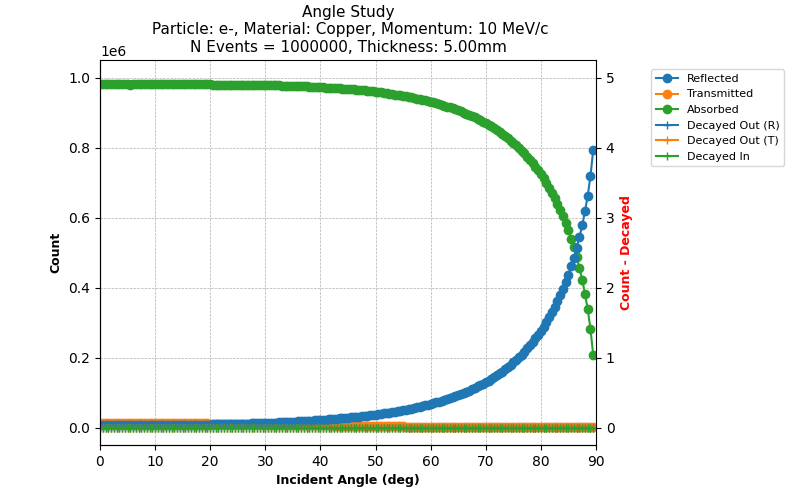 Angle Study
Particle: e-, Material: Copper, Momentum: 10 MeV/c
N Events = 1000000, Thickness: 5.00mm
1e6
1.0
0.8
0.6
0.4
0.2
0.0
Count
0 10 20 30 40 50 60 70 80 90
Incident Angle (deg)
5
4
3
2
1
0
Count - Decayed
Reflected
Transmitted
Absorbed
Decayed Out (R)
Decayed Out (T)
Decayed In